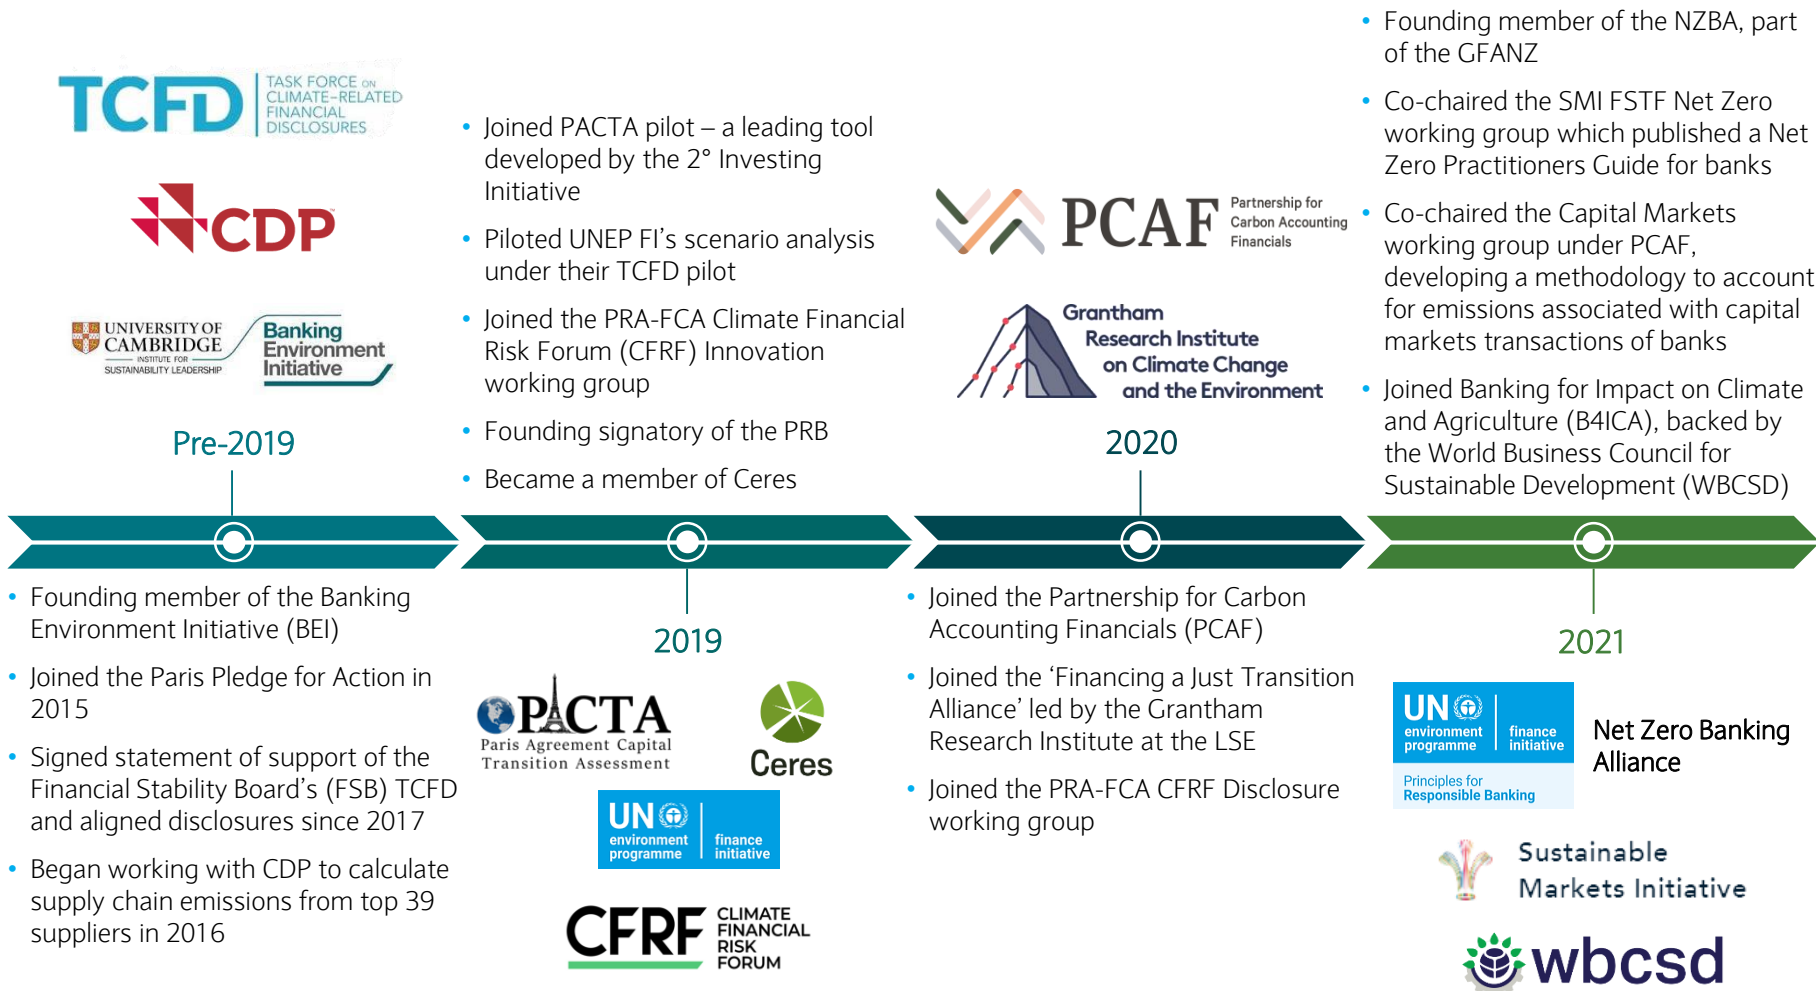 TCFD
TASK FORCE ON
CLIMATE-RELATED
FINANCIAL
DISCLOSURES
CDP
UNIVERSITY OF
CAMBRIDGE
INSTITUTE FOR
SUSTAINABILITY LEADERSHIP
Banking
Environment
Initiative
Pre-2019
• Founding member of the Banking
Environment Initiative (BEI)
• Joined the Paris Pledge for Action in
2015
• Signed statement of support of the
Financial Stability Board's (FSB) TCFD
and aligned disclosures since 2017
• Began working with CDP to calculate
supply chain emissions from top 39
suppliers in 2016
• Joined PACTA pilot – a leading tool
developed by the 2° Investing
Initiative
• Piloted UNEP FI's scenario analysis
under their TCFD pilot
• Joined the PRA-FCA Climate Financial
Risk Forum (CFRF) Innovation
working group
• Founding signatory of the PRB
• Became a member of Ceres
2019
PACTA
Paris Agreement Capital
Transition Assessment
Ceres
UN
environment
programme
finance
initiative
CFRF
CLIMATE
FINANCIAL
RISK
FORUM
PCAF
Partnership for
Carbon Accounting
Financials
Grantham
Research Institute
on Climate Change
and the Environment
2020
• Joined the Partnership for Carbon
Accounting Financials (PCAF)
• Joined the ‘Financing a Just Transition
Alliance’ led by the Grantham
Research Institute at the LSE
• Joined the PRA-FCA CFRF Disclosure
working group
• Founding member of the NZBA, part
of the GFANZ
• Co-chaired the SMI FSTF Net Zero
working group which published a Net
Zero Practitioners Guide for banks
• Co-chaired the Capital Markets
working group under PCAF,
developing a methodology to account
for emissions associated with capital
markets transactions of banks
• Joined Banking for Impact on Climate
and Agriculture (B4ICA), backed by
the World Business Council for
Sustainable Development (WBCSD)
2021
UN
environment
programme
finance
initiative
Principles for
Responsible Banking
Net Zero Banking
Alliance
Sustainable
Markets Initiative
wbcsd